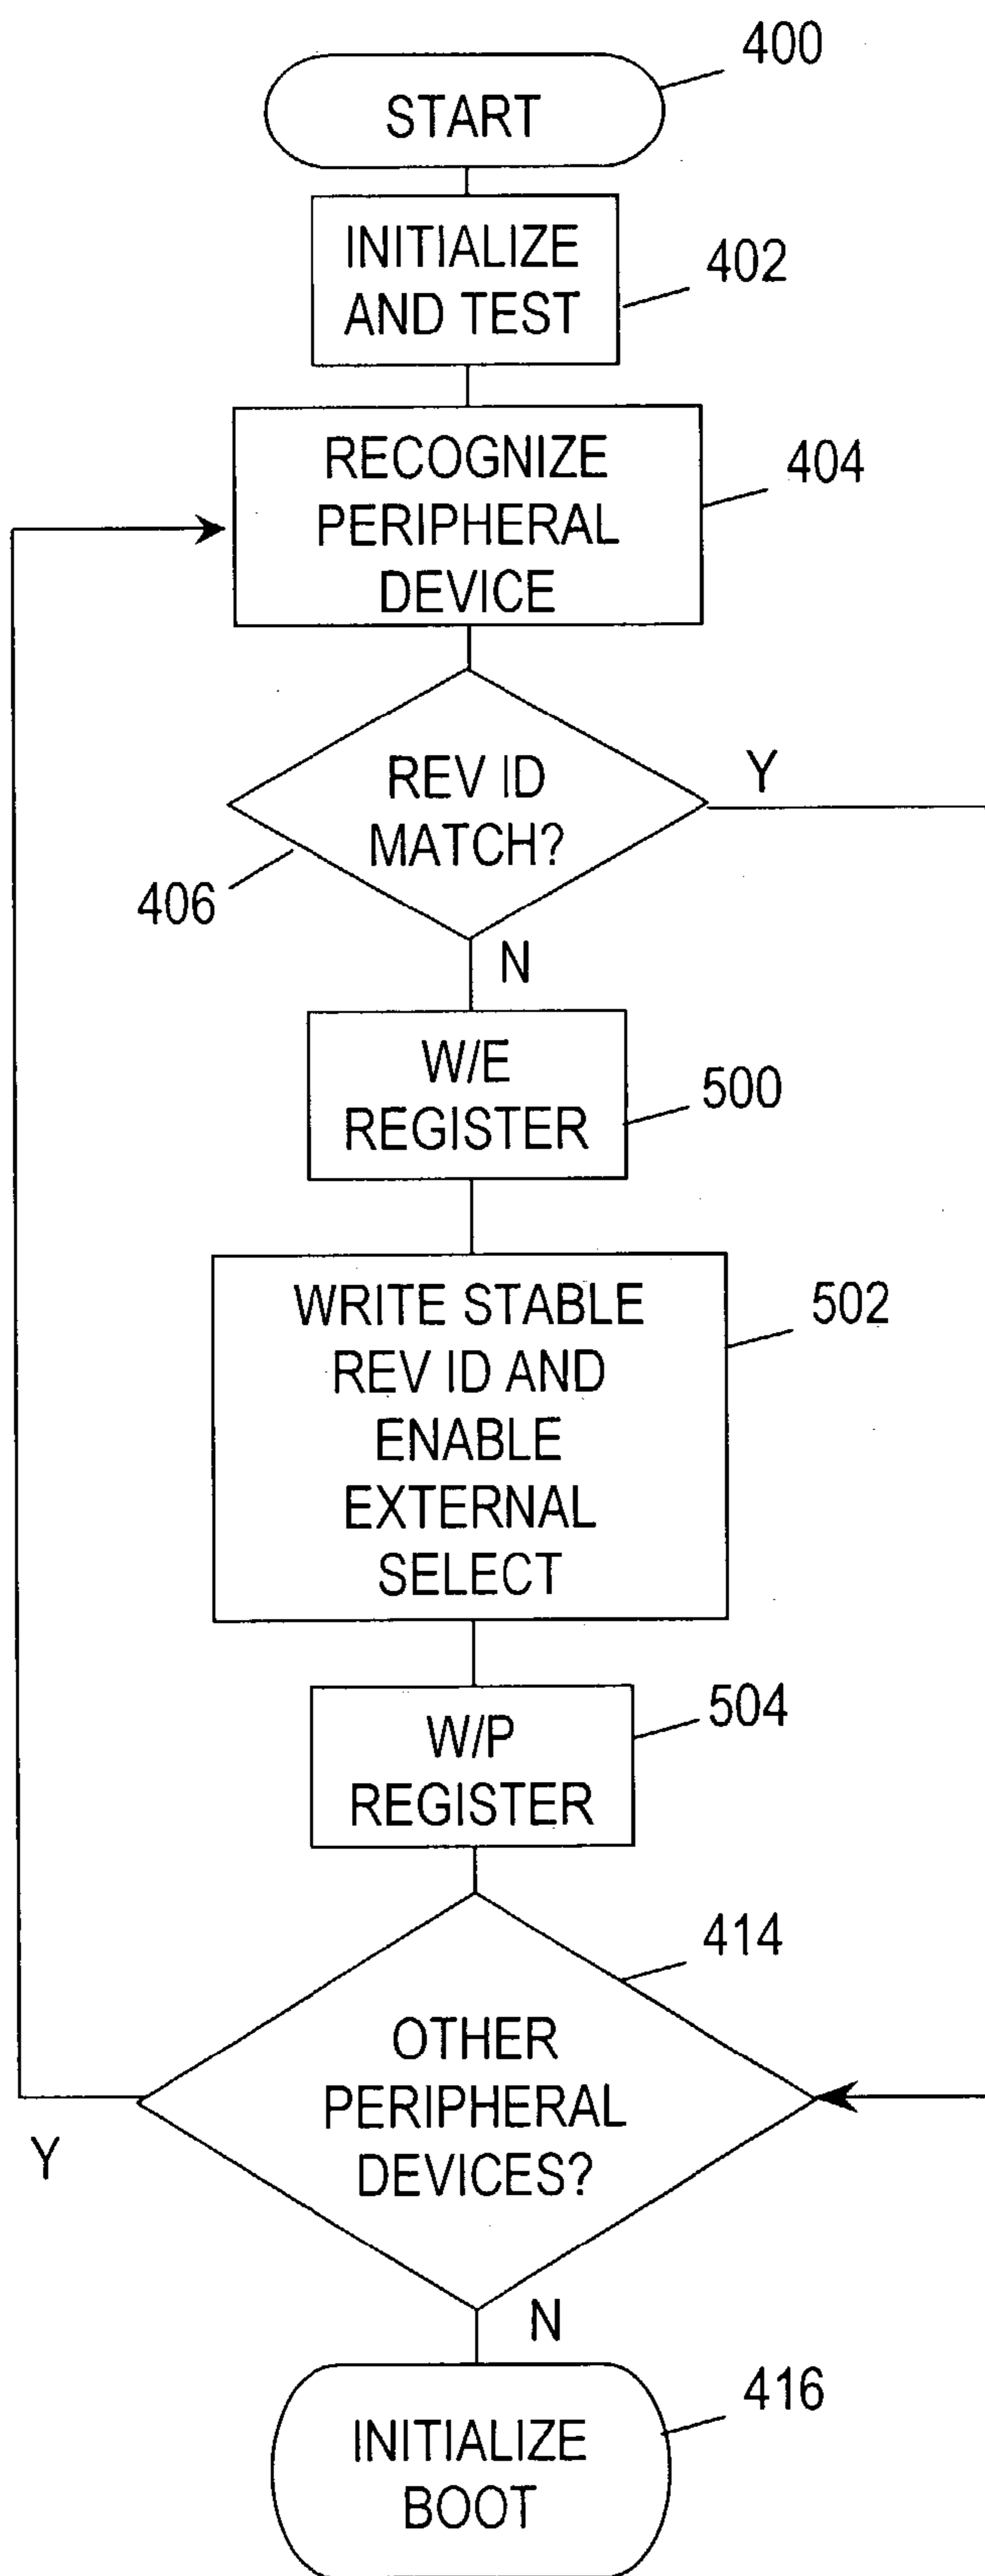 400
START
INITIALIZE
AND TEST
402
RECOGNIZE
PERIPHERAL
DEVICE
404
REV ID
MATCH?
Y
406
N
W/E
REGISTER
500
WRITE STABLE
REV ID AND
ENABLE
EXTERNAL
SELECT
502
W/P
REGISTER
504
414
OTHER
PERIPHERAL
DEVICES?
Y
N
INITIALIZE
BOOT
416